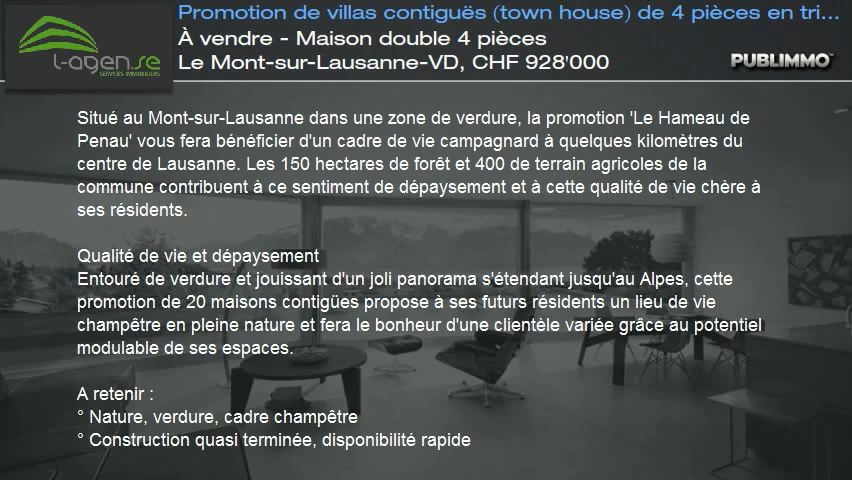 Promotion de villas contiguës (town house) de 4 pièces en tri...
À vendre - Maison double 4 pièces
Le Mont-sur-Lausanne-VD, CHF 928'000
L-agen.se
SERVICES IMMOBILIERS
PUBLIMMO
Situé au Mont-sur-Lausanne dans une zone de verdure, la promotion 'Le Hameau de
Penau' vous fera bénéficier d'un cadre de vie campagnard à quelques kilomètres du
centre de Lausanne. Les 150 hectares de forêt et 400 de terrain agricoles de la
commune contribuent à ce sentiment de dépaysement et à cette qualité de vie chère à
ses résidents.
Qualité de vie et dépaysement
Entouré de verdure et jouissant d'un joli panorama s'étendant jusqu'au Alpes, cette
promotion de 20 maisons contigües propose à ses futurs résidents un lieu de vie
champêtre en pleine nature et fera le bonheur d'une clientèle variée grâce au potentiel
modulable de ses espaces.
A retenir :
° Nature, verdure, cadre champêtre
° Construction quasi terminée, disponibilité rapide